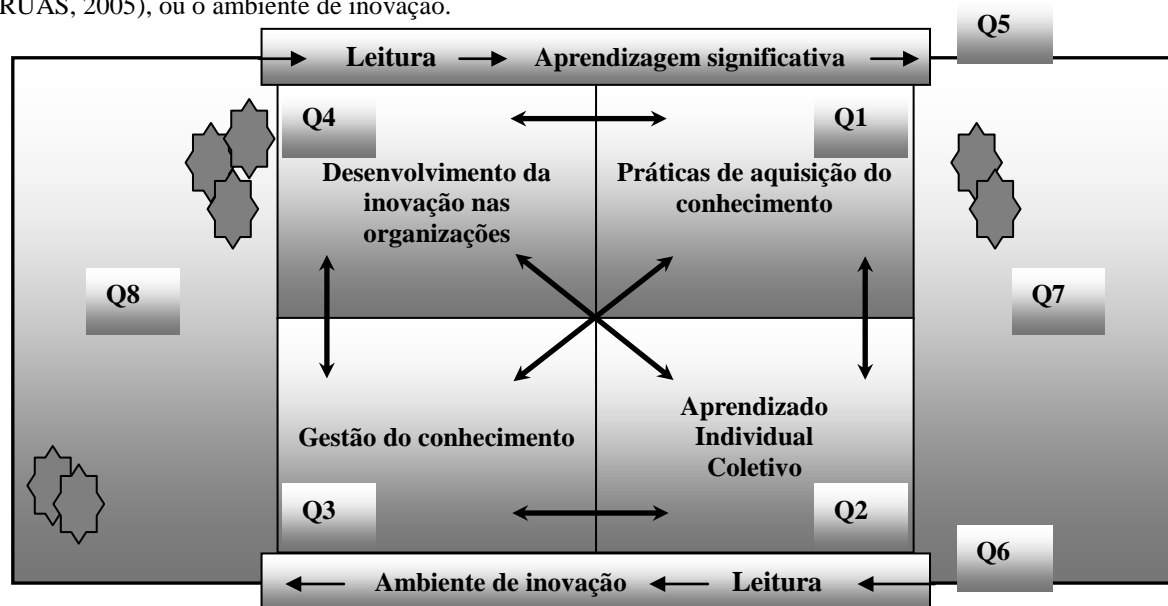 RUAS, 2005), ou o ambiente de inovação.
Q5
Leitura Aprendizagem significativa
Q4
Q1
Desenvolvimento da
inovação nas
organizações
Práticas de aquisição do
conhecimento
Q8
Q7
Gestão do conhecimento
Aprendizado
Individual
Coletivo
Q3
Q2
Q6
Ambiente de inovação Leitura